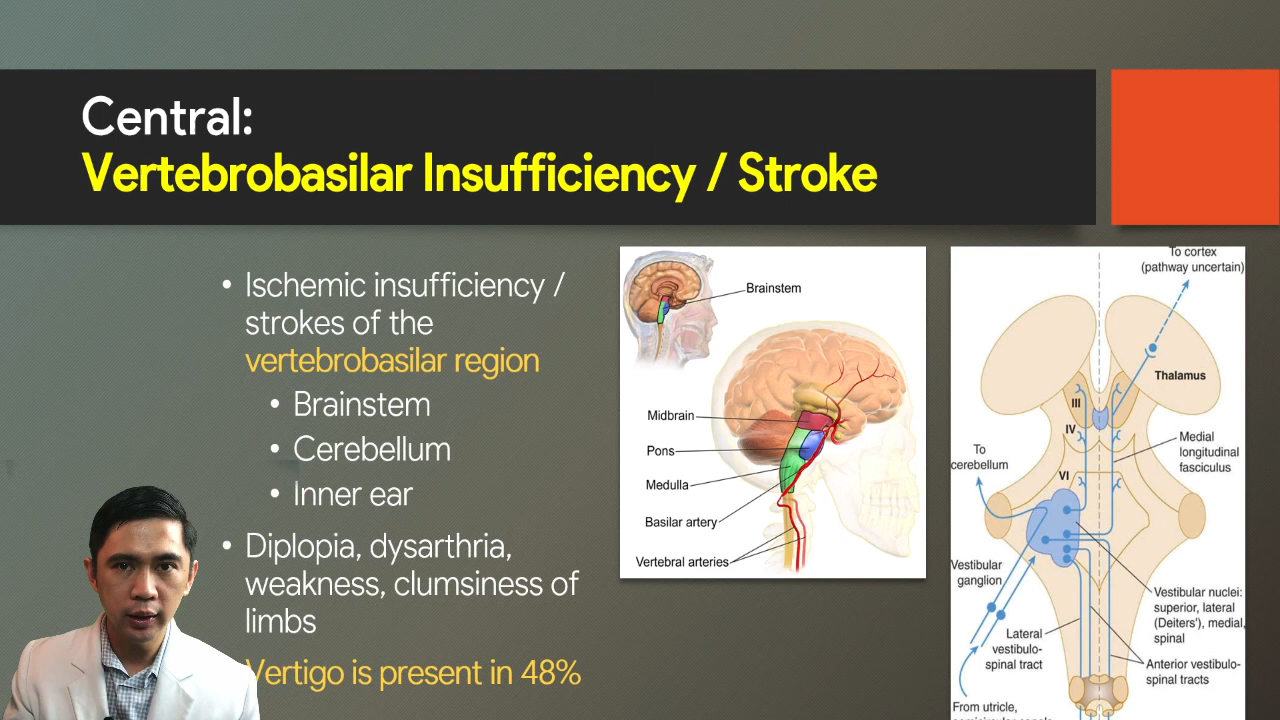 Central:
Vertebrobasilar Insufficiency / Stroke
• Ischemic insufficiency /
strokes of the
vertebrobasilar region
• Brainstem
• Cerebellum
• Inner ear
• Diplopia, dysarthria,
weakness, clumsiness of
limbs
Vertigo is present in 48%
Brainstem
Midbrain
Pons
Medulla
Basilar artery
Vertebral arteries
To cortex
(pathway uncertain)
Thalamus
III
IV
Medial
longitudinal
fasciculus
To
cerebellum
VI
Vestibular
ganglion
Vestibular nuclei:
superior, lateral
(Deiters'), medial,
spinal
Lateral
vestibulo-
spinal tract
Anterior vestibulo-
spinal tracts
From utricle,